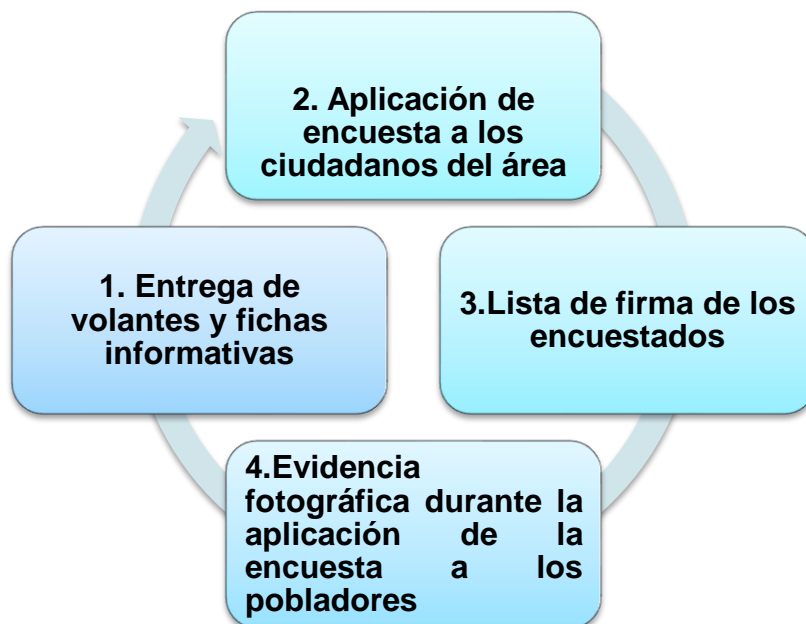 2. Aplicación de
encuesta a los
ciudadanos del área
1. Entrega de
volantes y fichas
informativas
3.Lista de firma de los
encuestados
4.Evidencia
fotográfica durante la
aplicación de la
encuesta a los
pobladores